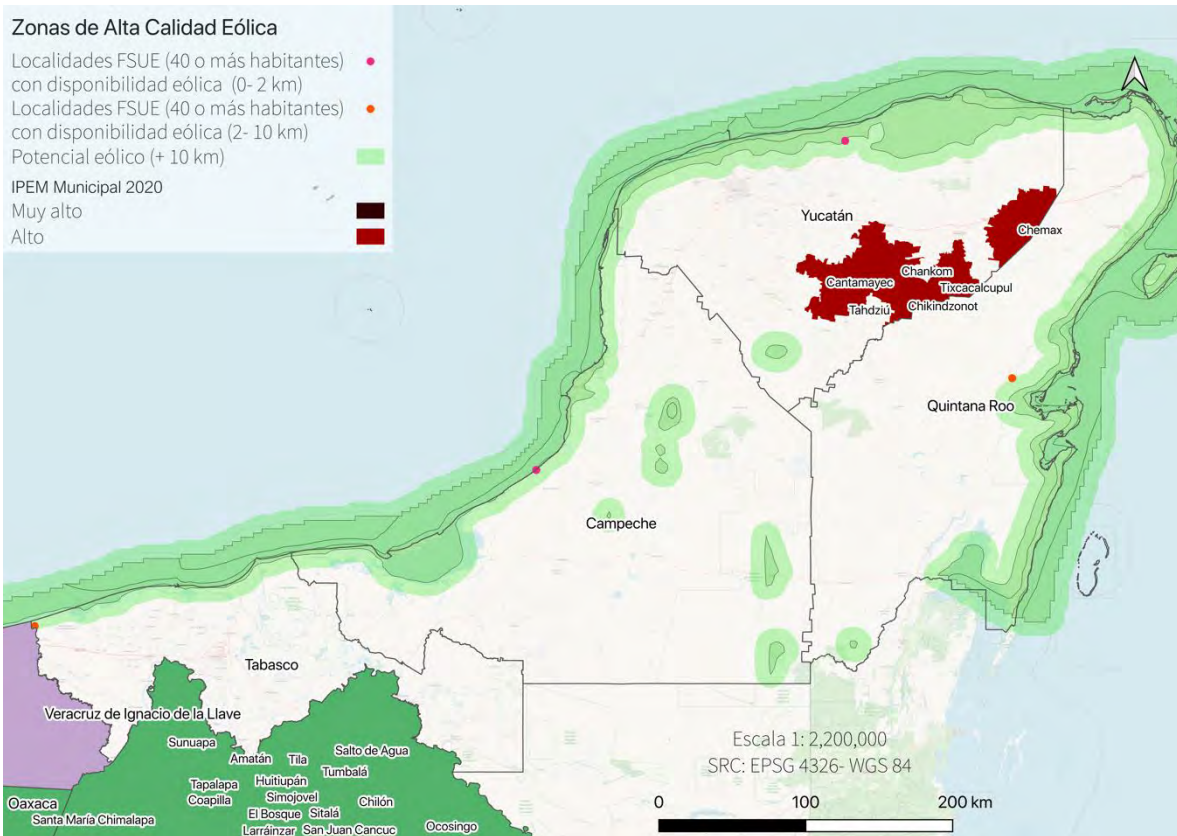 Zonas de Alta Calidad Eólica
Localidades FSUE (40 o más habitantes)
con disponibilidad eólica (0- 2 km)
Localidades FSUE (40 o más habitantes)
con disponibilidad eólica (2- 10 km)
Potencial eólico (+ 10 km)
IPEM Municipal 2020
Muy alto
Alto
Yucatán
Chemax
Chankom
Cantamayec
Tixcacalcupul
Tahdziú
Chikindzonot
Quintana Roo
Campeche
Tabasco
Veracruz de Ignacio de la Llave
Sunuapa
Amatán
Tila
Salto de Agua
Tapalapa
Huitiupán
Tumbalá
Coapilla
Simojovel
Chilón
Oaxaca
El Bosque
Sitalá
Santa María Chimalapa
Larráinzar
San Juan Cancuc
Ocosingo
Escala 1: 2,200,000
SRC: EPSG 4326- WGS 84
0 100 200 km